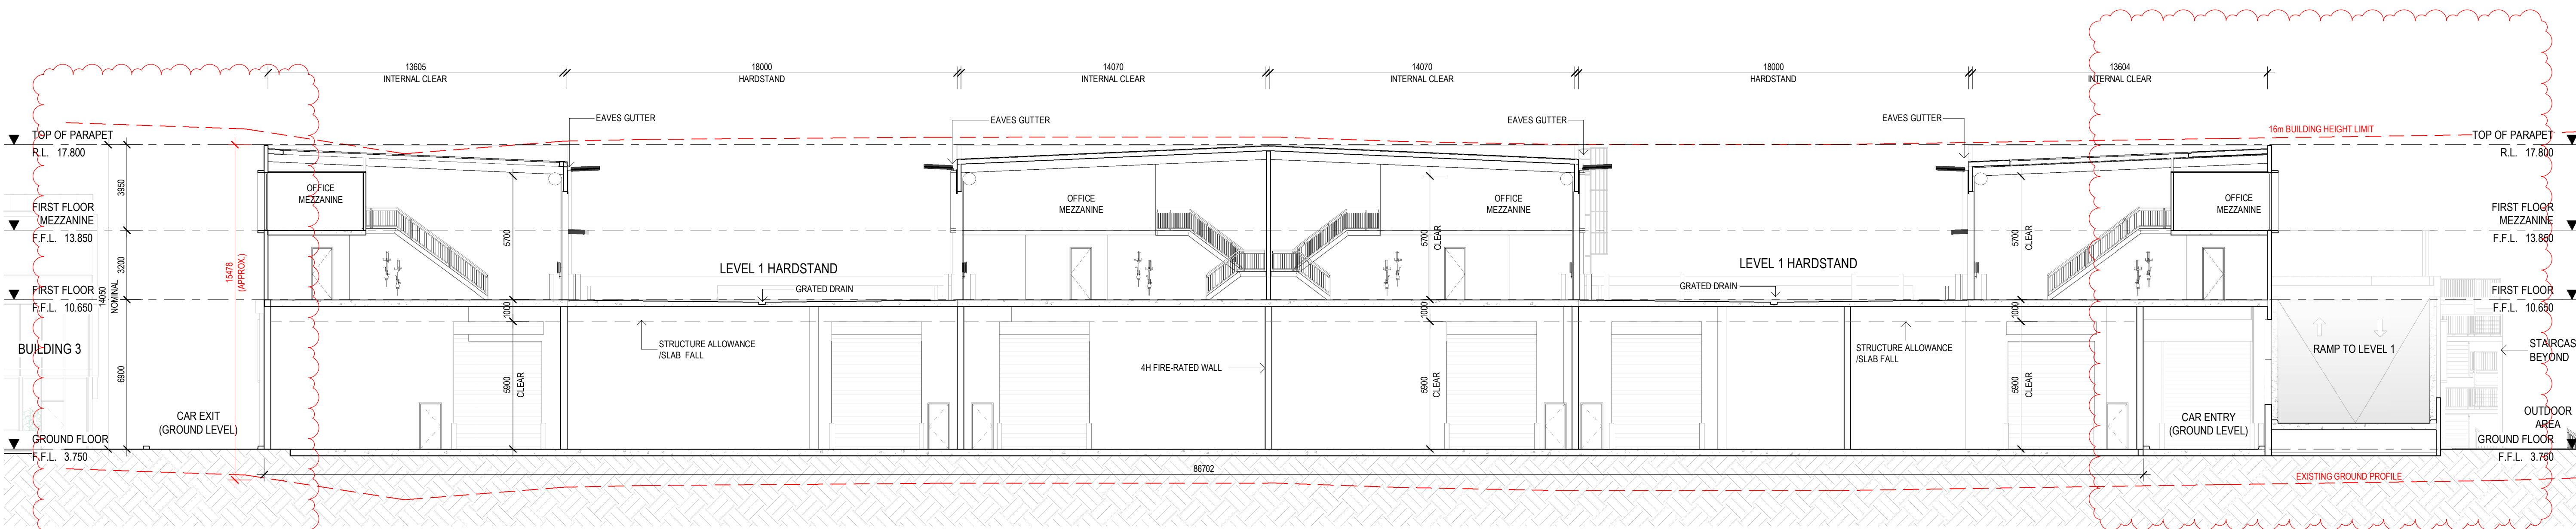 13605
INTERNAL CLEAR
18000
HARDSTAND
14070
INTERNAL CLEAR
14070
INTERNAL CLEAR
18000
HARDSTAND
13604
INTERNAL CLEAR
EAVES GUTTER
EAVES GUTTER
EAVES GUTTER
EAVES GUTTER
16m BUILDING HEIGHT LIMIT
TOP OF PARAPET
R.L. 17.800
TOP OF PARAPET
R.L. 17.800
3950
OFFICE
MEZZANINE
OFFICE
MEZZANINE
OFFICE
MEZZANINE
OFFICE
MEZZANINE
FIRST FLOOR
MEZZANINE
F.F.L. 13.850
FIRST FLOOR
MEZZANINE
F.F.L. 13.850
3200
15478
(APPROX.)
14050
NOMINAL
5700
5700
CLEAR
5700
CLEAR
LEVEL 1 HARDSTAND
GRATED DRAIN
LEVEL 1 HARDSTAND
GRATED DRAIN
FIRST FLOOR
F.F.L. 10.650
FIRST FLOOR
F.F.L. 10.650
1000
1000
1000
BUILDING 3
6900
STRUCTURE ALLOWANCE
/SLAB FALL
STRUCTURE ALLOWANCE
/SLAB FALL
4H FIRE-RATED WALL
5900
CLEAR
5900
CLEAR
5900
CLEAR
RAMP TO LEVEL 1
STAIRCAS
BEYOND
CAR EXIT
(GROUND LEVEL)
CAR ENTRY
(GROUND LEVEL)
OUTDOOR
AREA
GROUND FLOOR
F.F.L. 3.750
GROUND FLOOR
F.F.L. 3.750
86702
EXISTING GROUND PROFILE